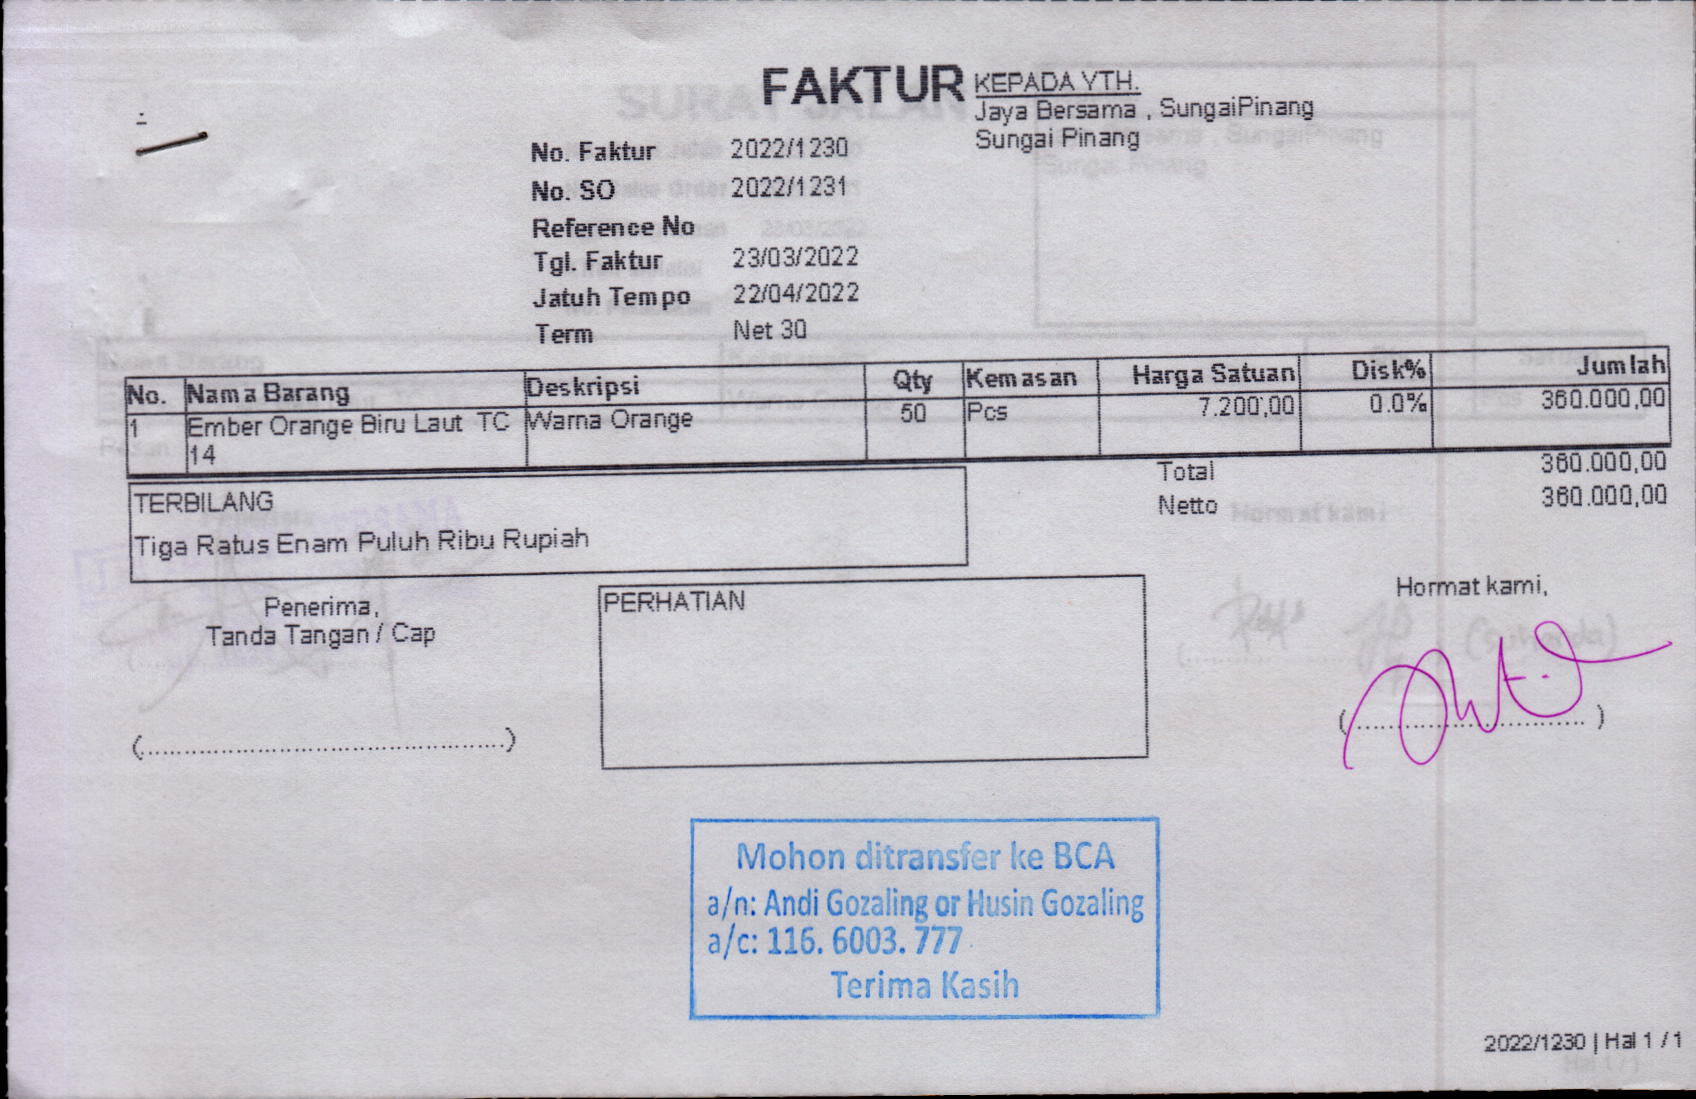 FAKTUR
KEPADA YTH.
Jaya Bersama , SungaiPinang
Sungai Pinang
No. Faktur 2022/1230
No. SO 2022/1231
Reference No
Tgl. Faktur 23/03/2022
Jatuh Tempo 22/04/2022
Term Net 30
No. Nama Barang Deskripsi Qty Kemasan Harga Satuan Disk% Jumlah
1 Ember Orange Biru Laut TC Warna Orange 50 Pcs 7.200,00 0.0% 360.000,00
14
Total 360.000,00
Netto 360.000,00
TERBILANG
Tiga Ratus Enam Puluh Ribu Rupiah
Penerima,
Tanda Tangan / Cap
(............................................)
PERHATIAN
Hormat kami,
(..............................)
Mohon ditransfer ke BCA
a/n: Andi Gozaling or Husin Gozaling
a/c: 116. 6003. 777
Terima Kasih
2022/1230 | Hal 1 / 1